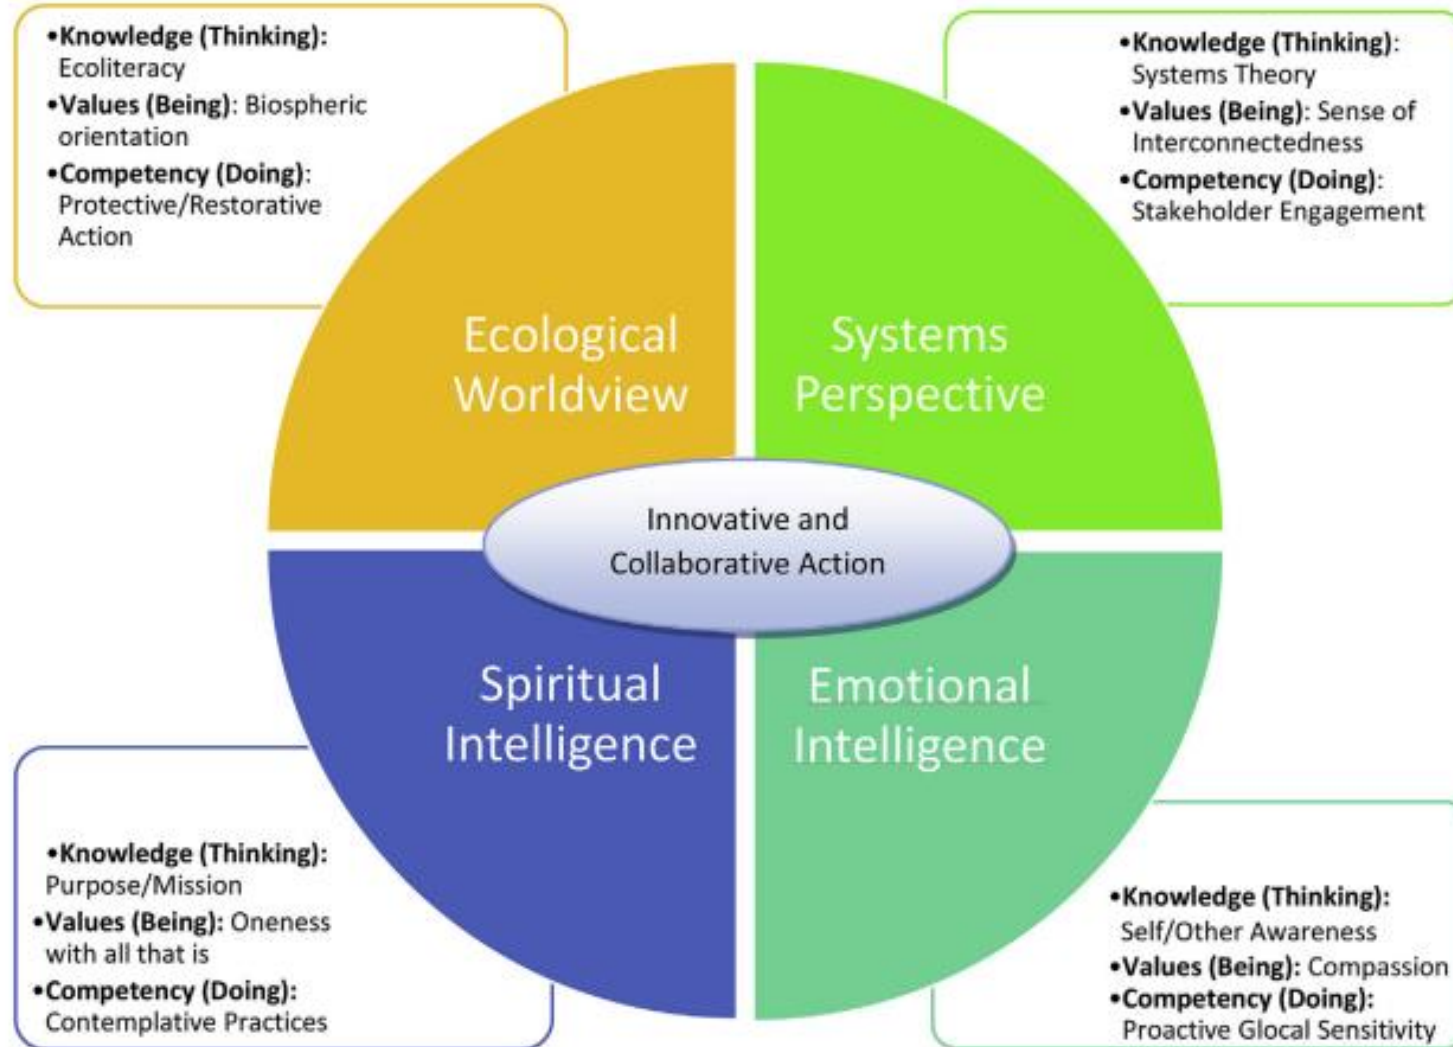 •Knowledge (Thinking):
Ecoliteracy
•Values (Being): Biospheric
orientation
•Competency (Doing):
Protective/Restorative
Action
•Knowledge (Thinking):
Systems Theory
•Values (Being): Sense of
Interconnectedness
•Competency (Doing):
Stakeholder Engagement
Ecological
Worldview
Systems
Perspective
Innovative and
Collaborative Action
Spiritual
Intelligence
Emotional
Intelligence
•Knowledge (Thinking):
Purpose/Mission
•Values (Being): Oneness
with all that is
•Competency (Doing):
Contemplative Practices
•Knowledge (Thinking):
Self/Other Awareness
•Values (Being): Compassion
•Competency (Doing):
Proactive Glocal Sensitivity